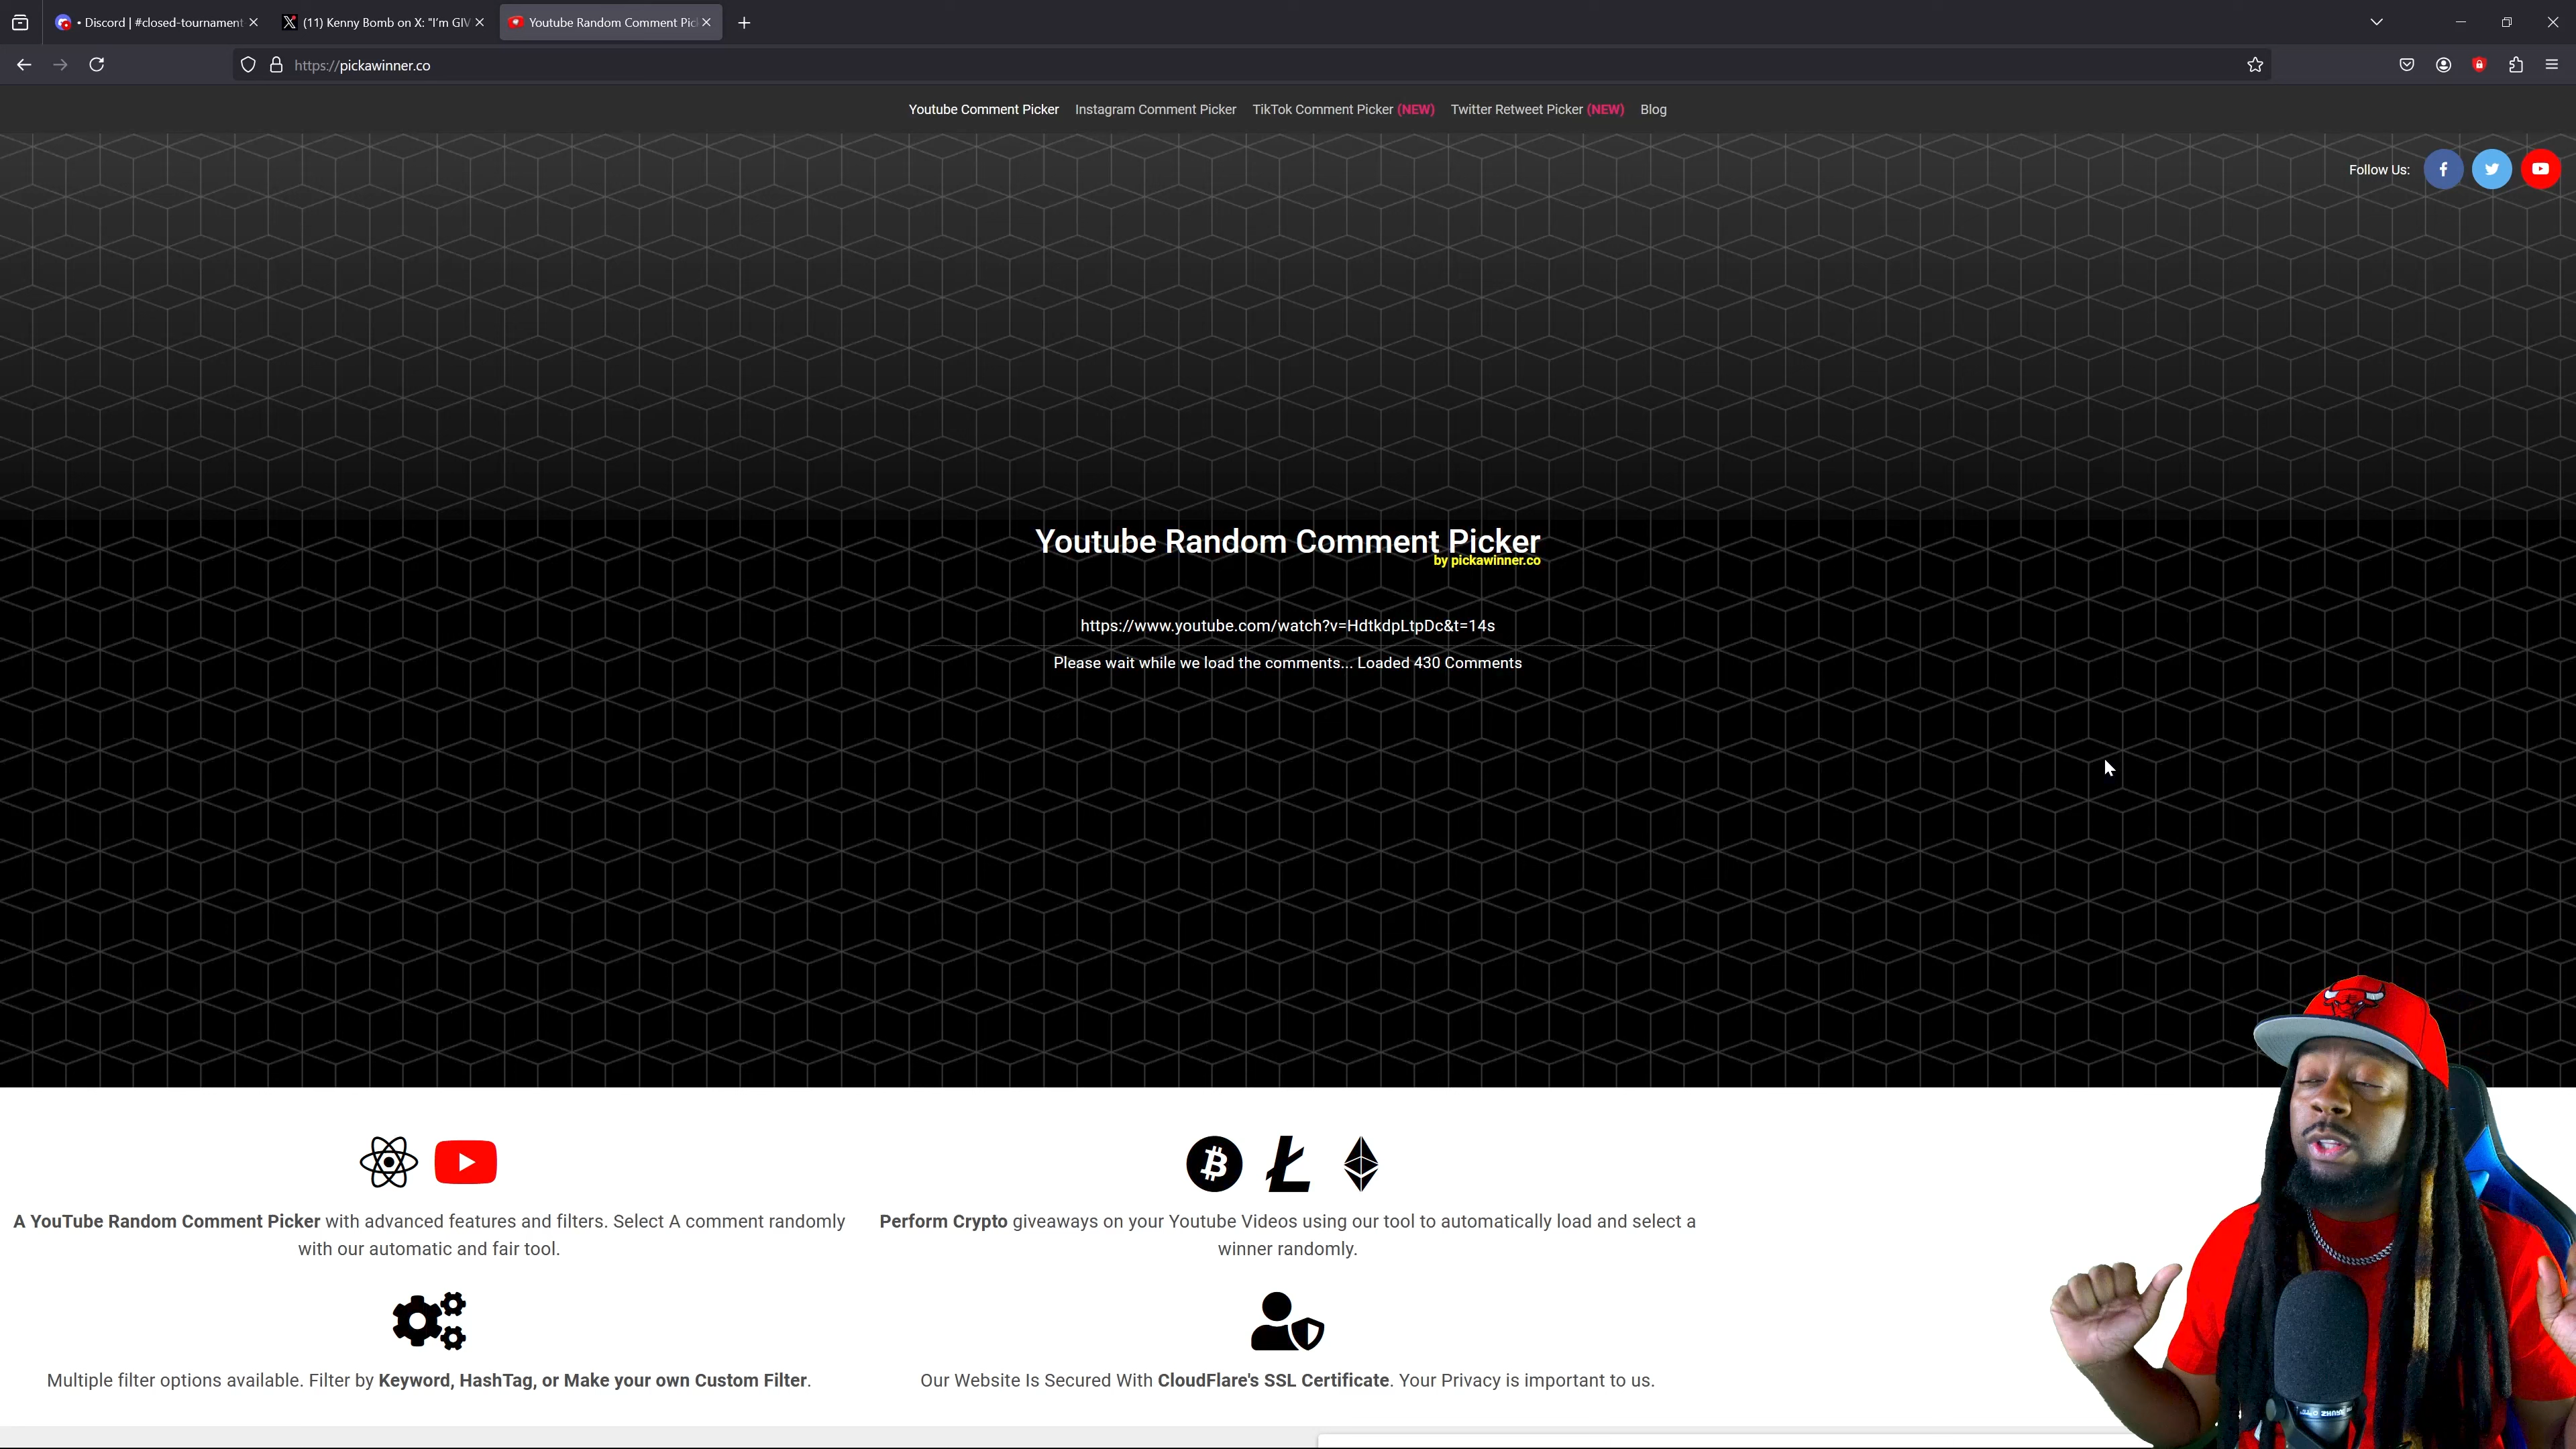 • Discord | #closed-tournament
(11) Kenny Bomb on X: "I'm GIV
Youtube Random Comment Pic
https://pickawinner.co
Youtube Comment Picker Instagram Comment Picker TikTok Comment Picker (NEW) Twitter Retweet Picker (NEW) Blog
Follow Us:
Youtube Random Comment Picker
by pickawinner.co
https://www.youtube.com/watch?v=HdtkdpLtpDc&t=14s
Please wait while we load the comments... Loaded 430 Comments
A YouTube Random Comment Picker with advanced features and filters. Select A comment randomly
with our automatic and fair tool.
Perform Crypto giveaways on your Youtube Videos using our tool to automatically load and select a
winner randomly.
Multiple filter options available. Filter by Keyword, HashTag, or Make your own Custom Filter.
Our Website Is Secured With CloudFlare's SSL Certificate. Your Privacy is important to us.